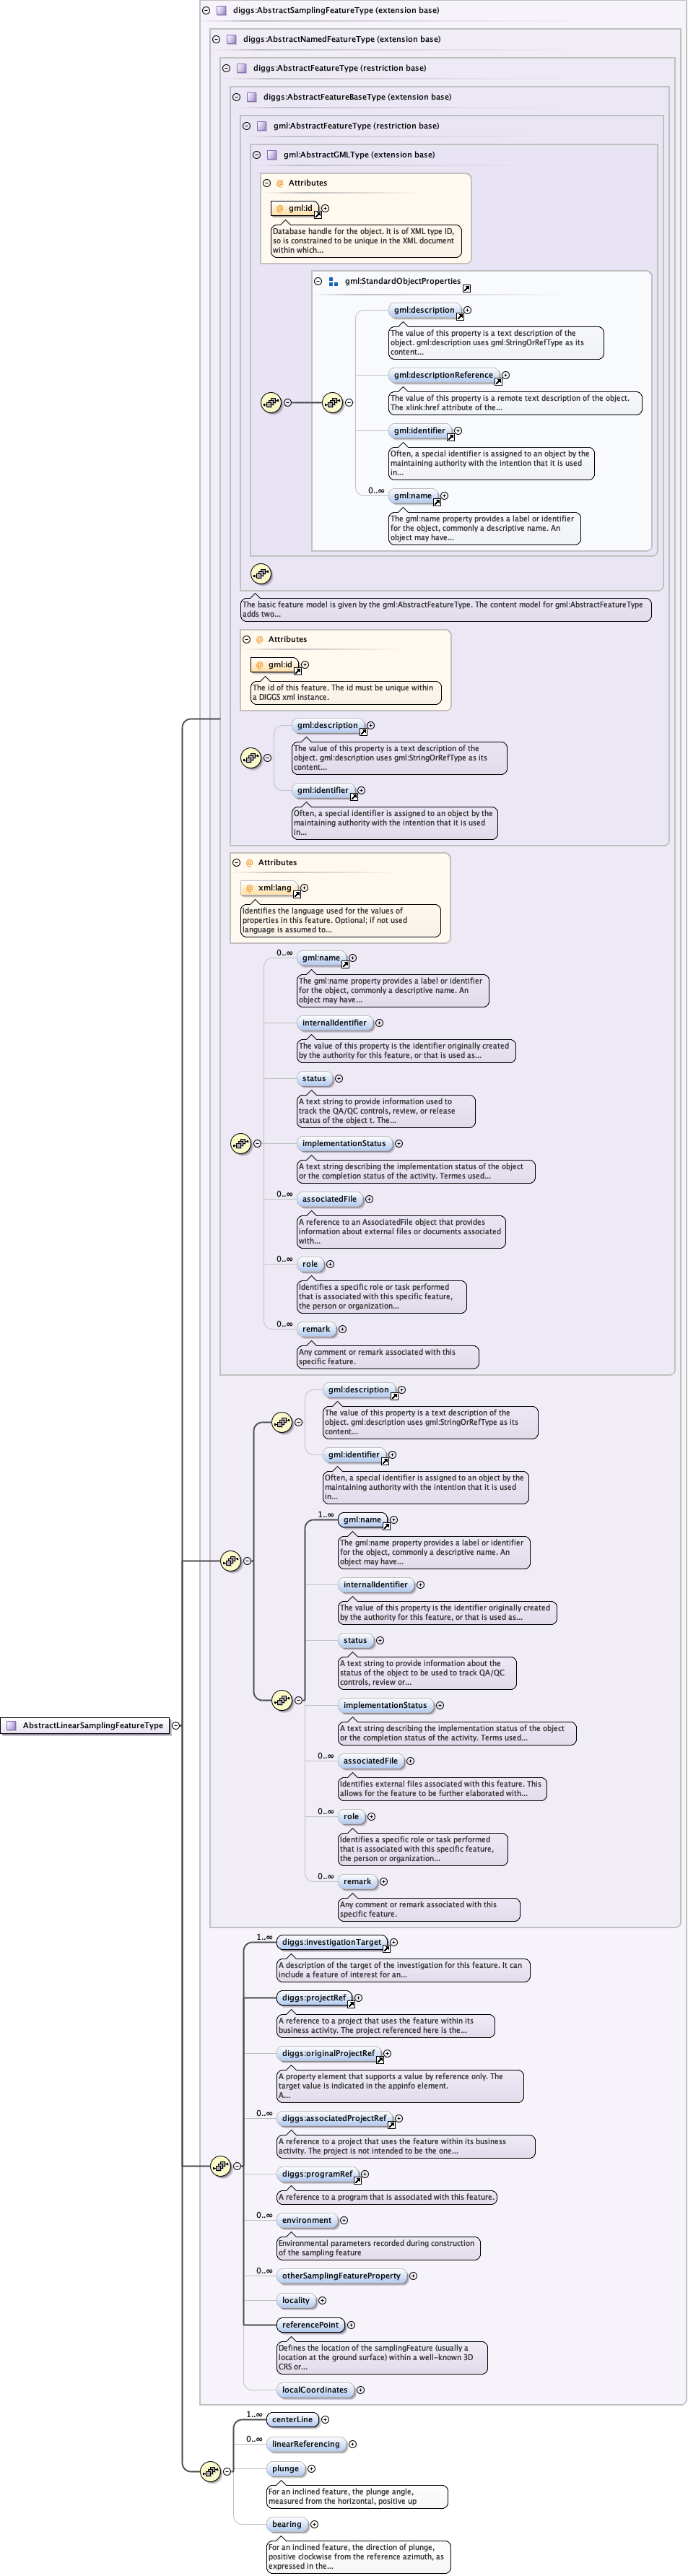 diggs:AbstractSamplingFeatureType (extension base)
diggs:AbstractNamedFeatureType (extension base)
diggs:AbstractFeatureType (restriction base)
diggs:AbstractFeatureBaseType (extension base)
gml:AbstractFeatureType (restriction base)
gml:AbstractGMLType (extension base)
@ Attributes
@ gml:id
Database handle for the object. It is of XML type ID,
so is constrained to be unique in the XML document
within which...
gml:StandardObjectProperties
gml:description
The value of this property is a text description of the
object. gml:description uses gml:StringOrRefType as its
content...
gml:descriptionReference
The value of this property is a remote text description of the object.
The xlink:href attribute of the...
gml:identifier
Often, a special identifier is assigned to an object by the
maintaining authority with the intention that it is used
in...
0..∞
gml:name
The gml:name property provides a label or identifier
for the object, commonly a descriptive name. An
object may have...
The basic feature model is given by the gml:AbstractFeatureType. The content model for gml:AbstractFeatureType
adds two...
@ Attributes
@ gml:id
The id of this feature. The id must be unique within
a DIGGS xml instance.
gml:description
The value of this property is a text description of the
object. gml:description uses gml:StringOrRefType as its
content...
gml:identifier
Often, a special identifier is assigned to an object by the
maintaining authority with the intention that it is used
in...
@ Attributes
@ xml:lang
Identifies the language used for the values of
properties in this feature. Optional; if not used
language is assumed to...
0..∞
gml:name
The gml:name property provides a label or identifier
for the object, commonly a descriptive name. An
object may have...
internalIdentifier
The value of this property is the identifier originally created
by the authority for this feature, or that is used as...
status
A text string to provide information used to
track the QA/QC controls, review, or release
status of the object t. The...
implementationStatus
A text string describing the implementation status of the object
or the completion status of the activity. Termes used...
0..∞
associatedFile
A reference to an AssociatedFile object that provides
information about external files or documents associated
with...
0..∞
role
Identifies a specific role or task performed
that is associated with this specific feature,
the person or organization...
0..∞
remark
Any comment or remark associated with this
specific feature.
gml:description
The value of this property is a text description of the
object. gml:description uses gml:StringOrRefType as its
content...
gml:identifier
Often, a special identifier is assigned to an object by the
maintaining authority with the intention that it is used
in...
1..∞
gml:name
The gml:name property provides a label or identifier
for the object, commonly a descriptive name. An
object may have...
internalIdentifier
The value of this property is the identifier originally created
by the authority for this feature, or that is used as...
status
A text string to provide information about the
status of the object to be used to track QA/QC
controls, review or...
implementationStatus
A text string describing the implementation status of the object
or the completion status of the activity. Terms used...
AbstractLinearSamplingFeatureType
0..∞
associatedFile
Identifies external files associated with this feature. This
allows for the feature to be further elaborated with...
0..∞
role
Identifies a specific role or task performed
that is associated with this specific feature,
the person or organization...
0..∞
remark
Any comment or remark associated with this
specific feature.
1..∞
diggs:investigationTarget
A description of the target of the investigation for this feature. It can
include a feature of interest for an...
diggs:projectRef
A reference to a project that uses the feature within its
business activity. The project referenced here is the...
diggs:originalProjectRef
A property element that supports a value by reference only. The
target value is indicated in the appinfo element.
A...
0..∞
diggs:associatedProjectRef
A reference to a project that uses the feature within its business
activity. The project is not intended to be the one...
diggs:programRef
A reference to a program that is associated with this feature.
0..∞
environment
Environmental parameters recorded during construction
of the sampling feature
0..∞
otherSamplingFeatureProperty
locality
referencePoint
Defines the location of the samplingFeature (usually a
location at the ground surface) within a well-known 3D
CRS or...
localCoordinates
1..∞
centerLine
0..∞
linearReferencing
plunge
For an inclined feature, the plunge angle,
measured from the horizontal, positive up
bearing
For an inclined feature, the direction of plunge,
positive clockwise from the reference azimuth, as
expressed in the...